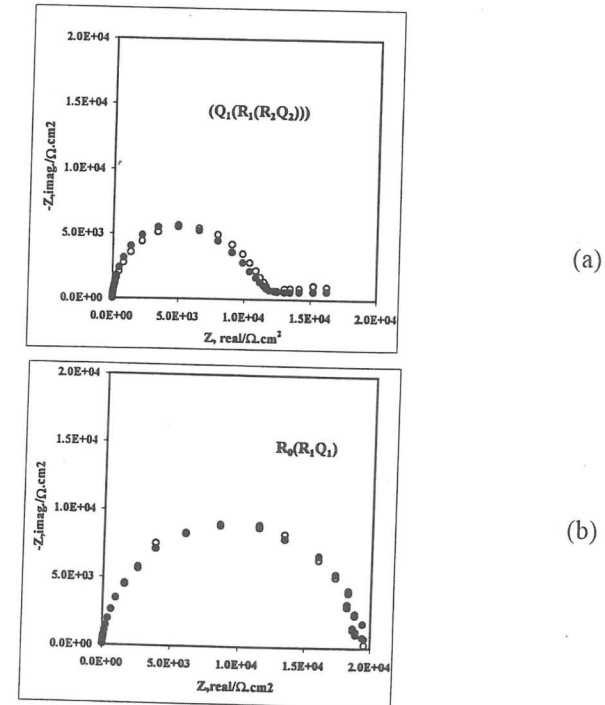 2.0E+04
1.5E+04
1.0E+04
5.0E+03
0.0E+00
-Z,imag./Ω.cm2
(Q₁(R₁(R₂Q₂)))
0.0E+00 5.0E+03 1.0E+04 1.5E+04 2.0E+04
Z, real/Ω.cm²
(a)
2.0E+04
1.5E+04
1.0E+04
5.0E+03
0.0E+00
-Z,imag./Ω.cm2
R₀(R₁Q₁)
0.0E+00 5.0E+03 1.0E+04 1.5E+04 2.0E+04
Z,real/Ω.cm2
(b)